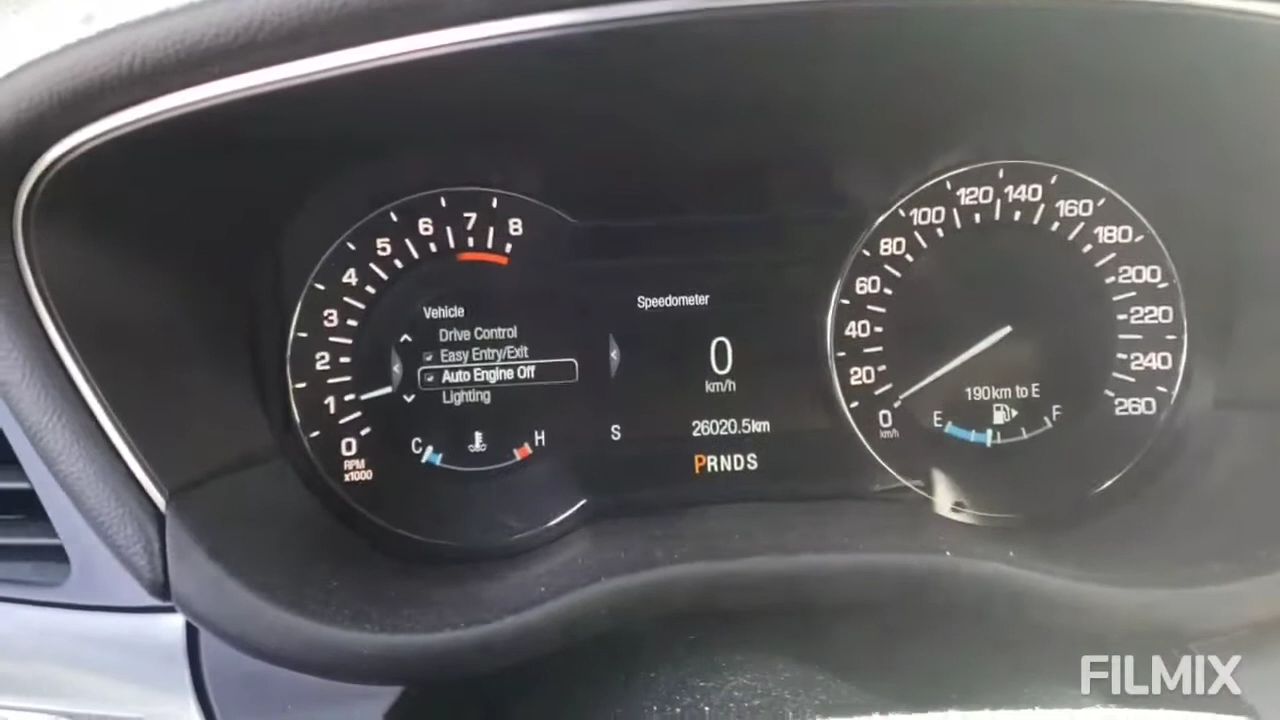 8
7
6
5
4
3
2
1
0
RPM
x1000
Vehicle
Drive Control
Easy Entry/Exit
Auto Engine Off
Lighting
C H
Speedometer
0
km/h
S
26020.5km
PRNDS
0
km/h
20
40
60
80
100
120
140
160
180
200
220
240
260
190km to E
E F
FILMIX